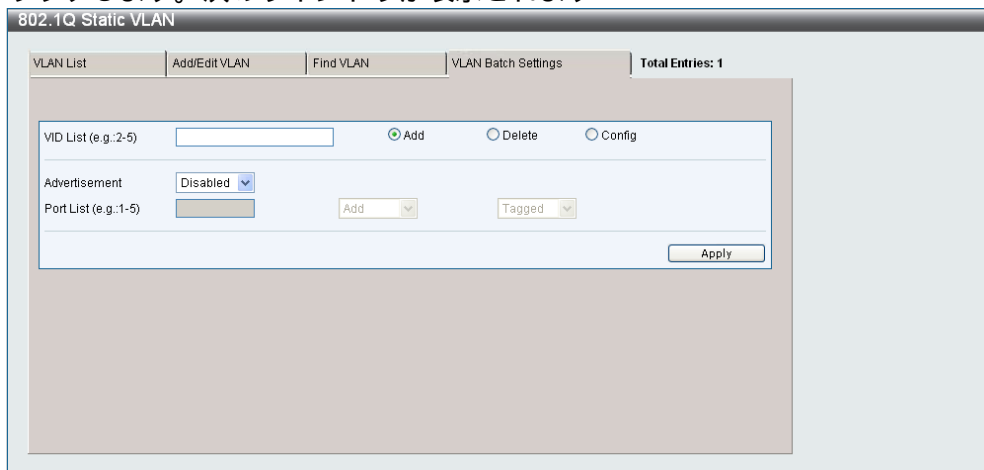 802.1Q Static VLAN
VLAN List Add/Edit VLAN Find VLAN VLAN Batch Settings Total Entries: 1
VID List (e.g.:2-5) Add Delete Config
Advertisement Disabled
Port List (e.g.:1-5) Add Tagged
Apply